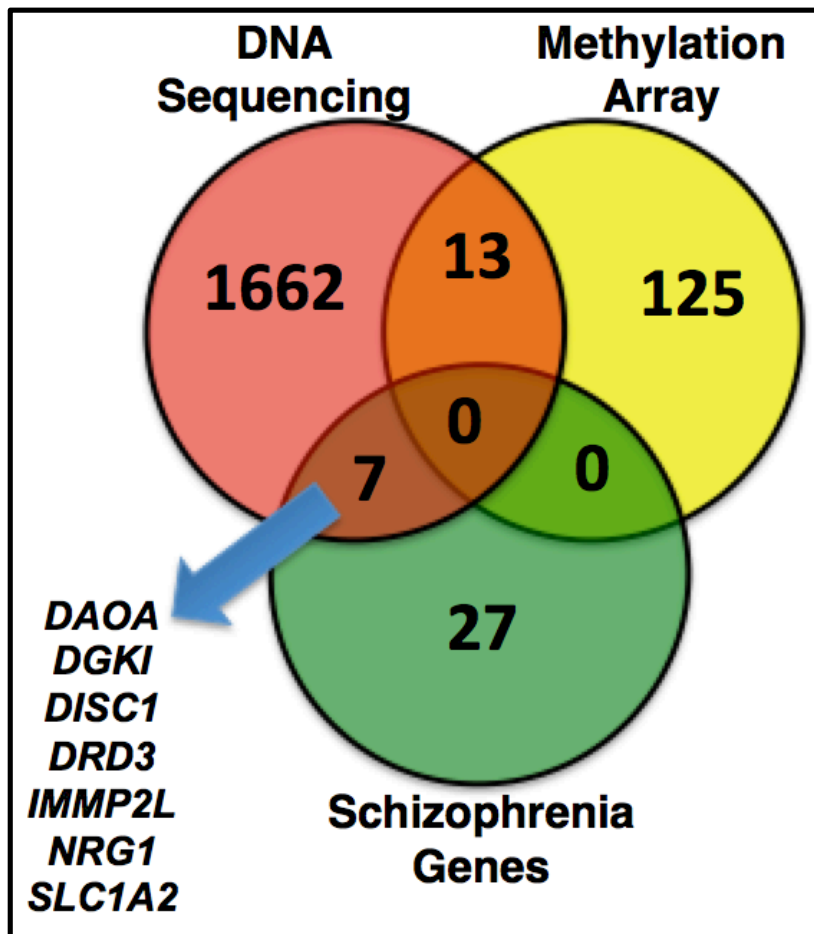 DNA
Sequencing
Methylation
Array
1662
13
125
0
7
0
27
DAOA
DGKI
DISC1
DRD3
IMMP2L
NRG1
SLC1A2
Schizophrenia
Genes